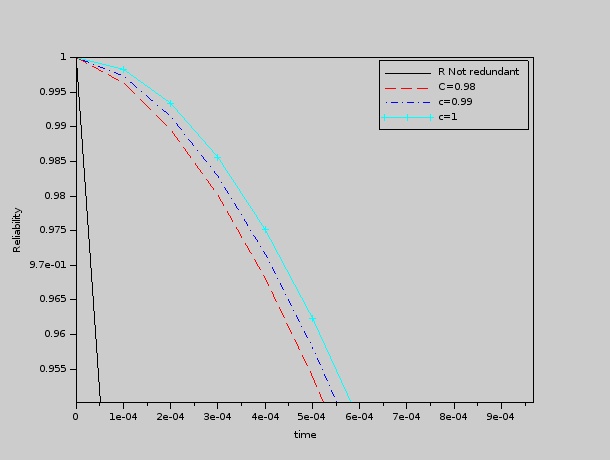 R Not redundant
C=0.98
c=0.99
c=1
1
0.995
0.99
0.985
0.98
0.975
9.7e-01
0.965
0.96
0.955
Reliability
0 1e-04 2e-04 3e-04 4e-04 5e-04 6e-04 7e-04 8e-04 9e-04
time